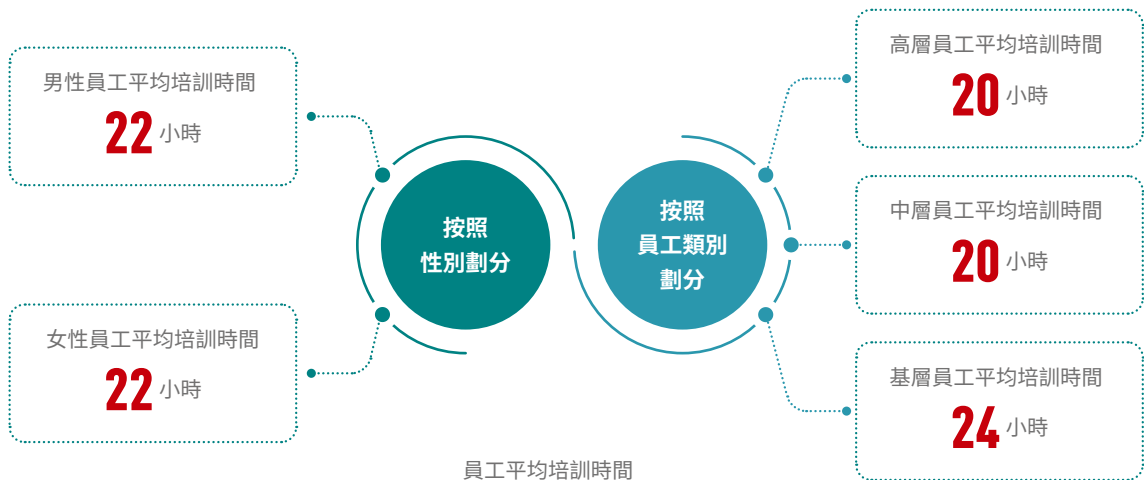 男性員工平均培訓時間
22 小時
女性員工平均培訓時間
22 小時
按照
性別劃分
按照
員工類別
劃分
高層員工平均培訓時間
20 小時
中層員工平均培訓時間
20 小時
基層員工平均培訓時間
24 小時
員工平均培訓時間